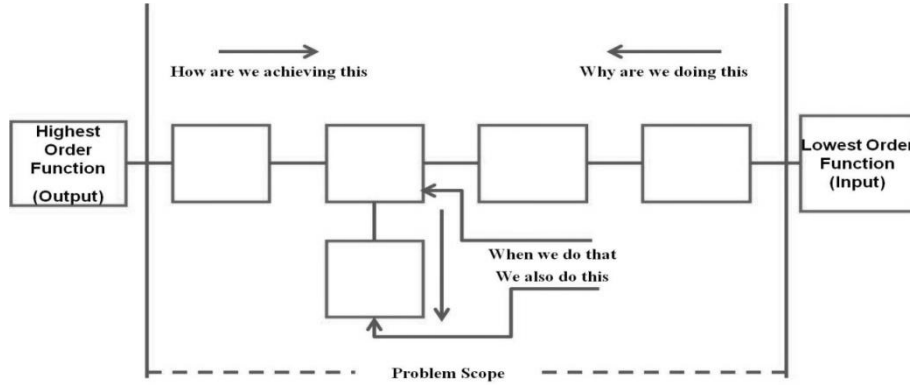 How are we achieving this
Why are we doing this
Highest
Order
Function
(Output)
Lowest Order
Function
(Input)
When we do that
We also do this
Problem Scope